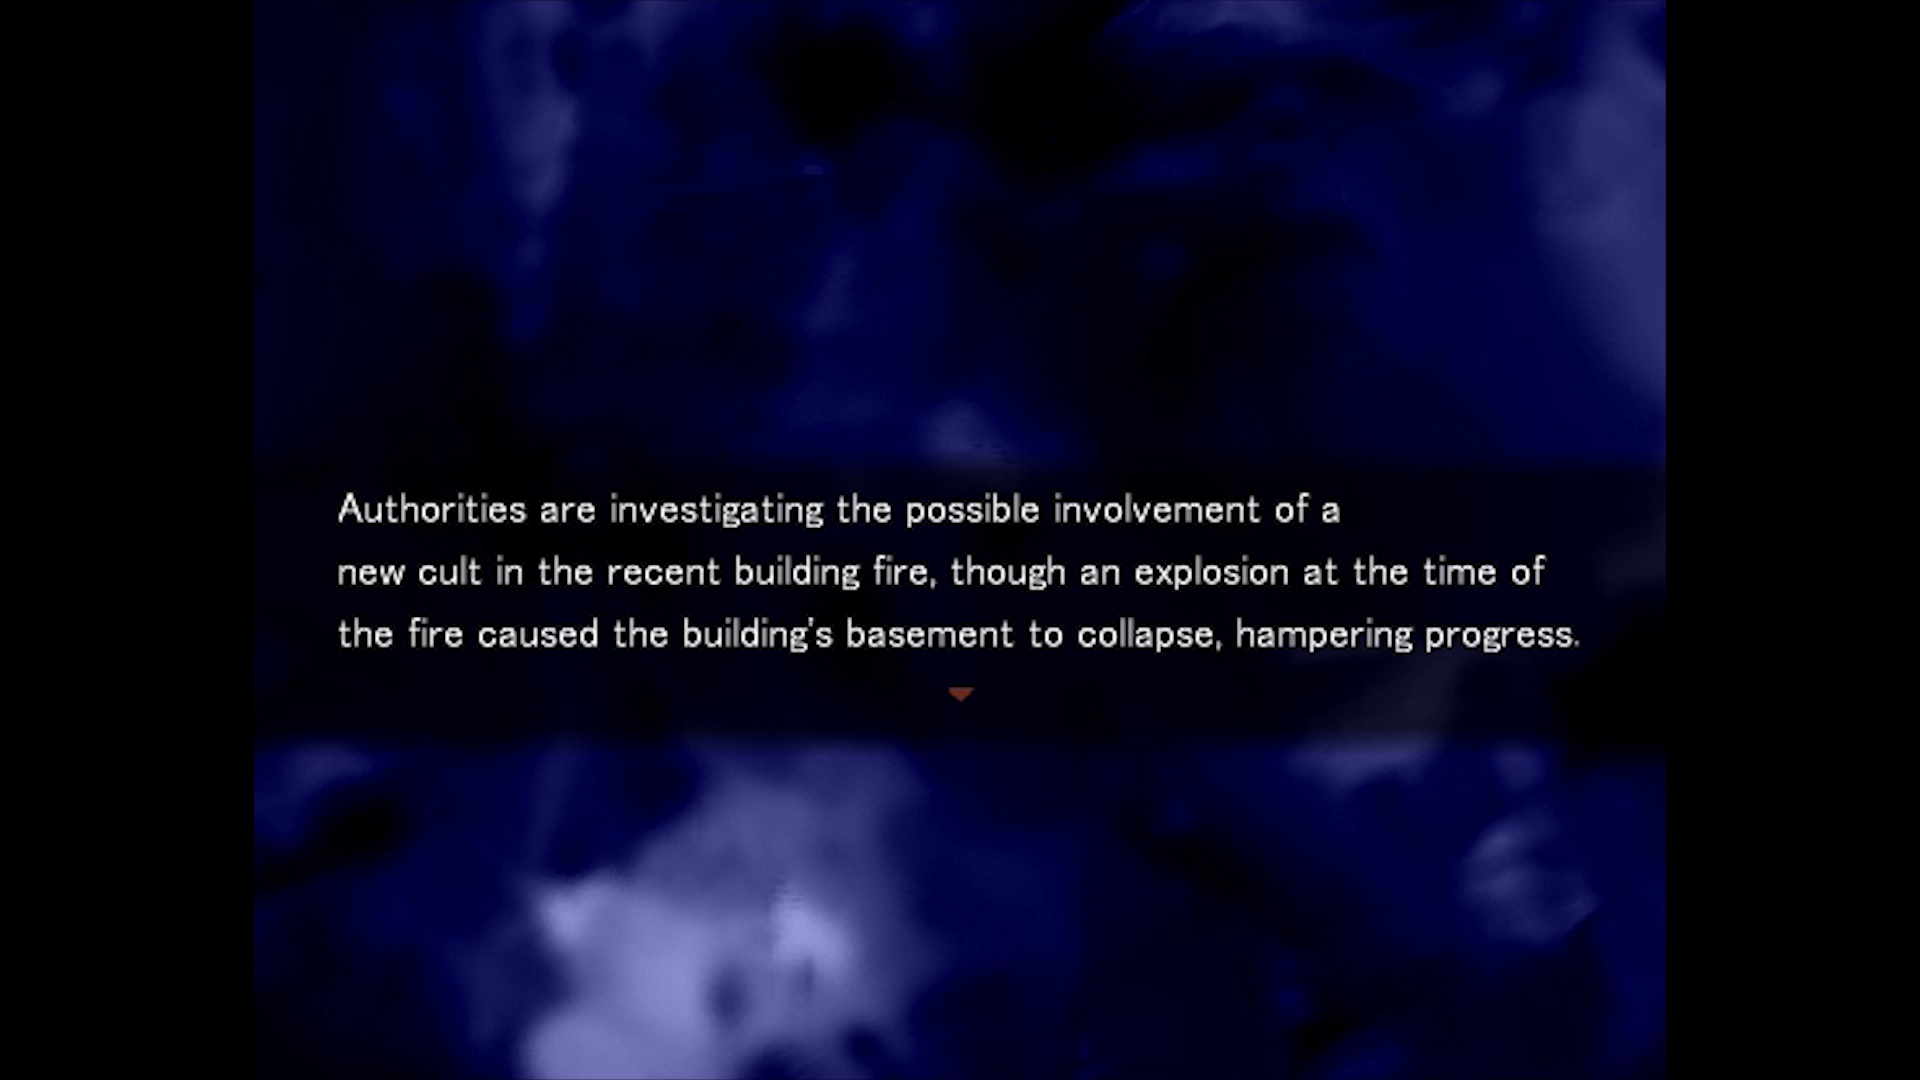 Authorities are investigating the possible involvement of a
new cult in the recent building fire, though an explosion at the time of
the fire caused the building's basement to collapse, hampering progress.